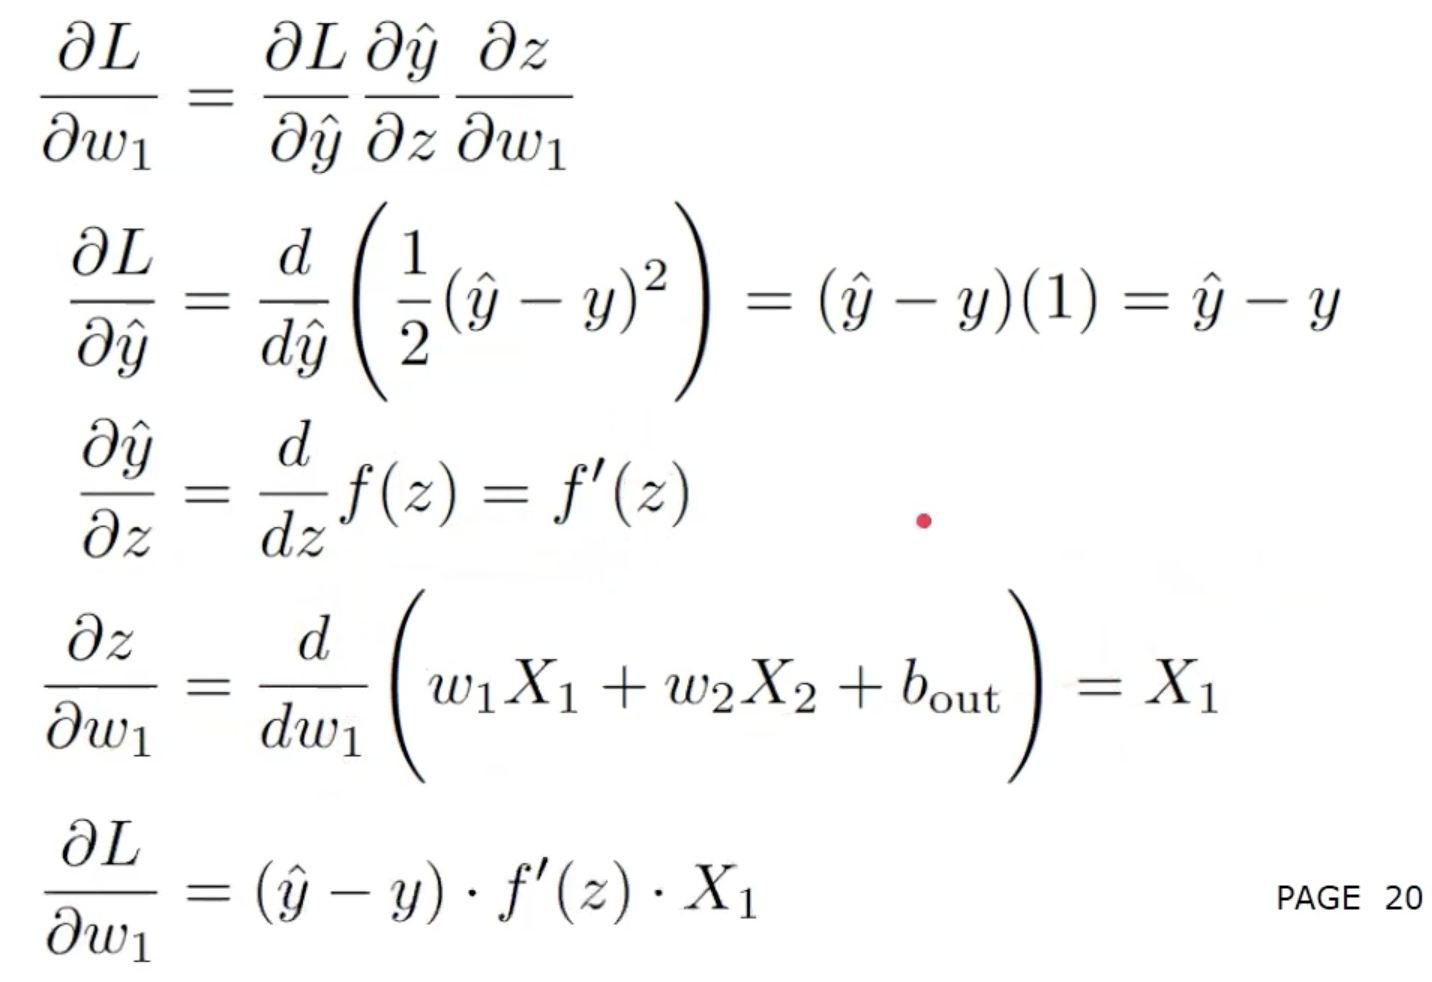 ∂L/∂w₁ = ∂L/∂ŷ ∂ŷ/∂z ∂z/∂w₁
∂L/∂ŷ = d/dŷ (1/2(ŷ − y)²) = (ŷ − y)(1) = ŷ − y
∂ŷ/∂z = d/dz f(z) = f′(z)
∂z/∂w₁ = d/dw₁ (w₁X₁ + w₂X₂ + b_out) = X₁
∂L/∂w₁ = (ŷ − y) · f′(z) · X₁
PAGE 20